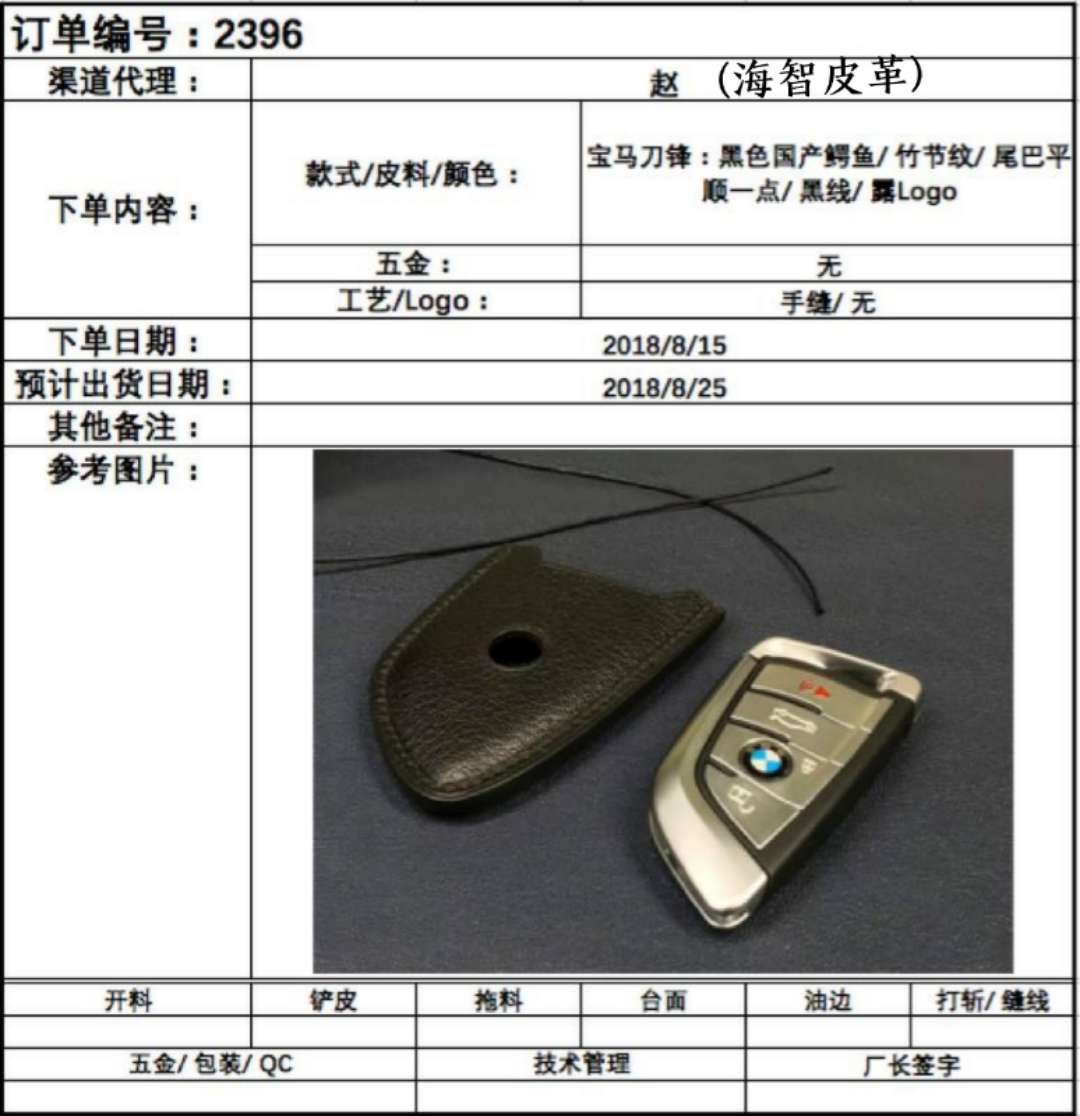 订单编号：2396
渠道代理：
赵 (海智皮革)
下单内容：
款式/皮料/颜色：
宝马刀锋：黑色国产鳄鱼/ 竹节纹/ 尾巴平
顺一点/ 黑线/ 露Logo
五金：
无
工艺/Logo：
手缝/ 无
下单日期：
2018/8/15
预计出货日期：
2018/8/25
其他备注：
参考图片：
开料 铲皮 拖料 台面 油边 打斩/ 缝线
五金/ 包装/ QC 技术管理 厂长签字